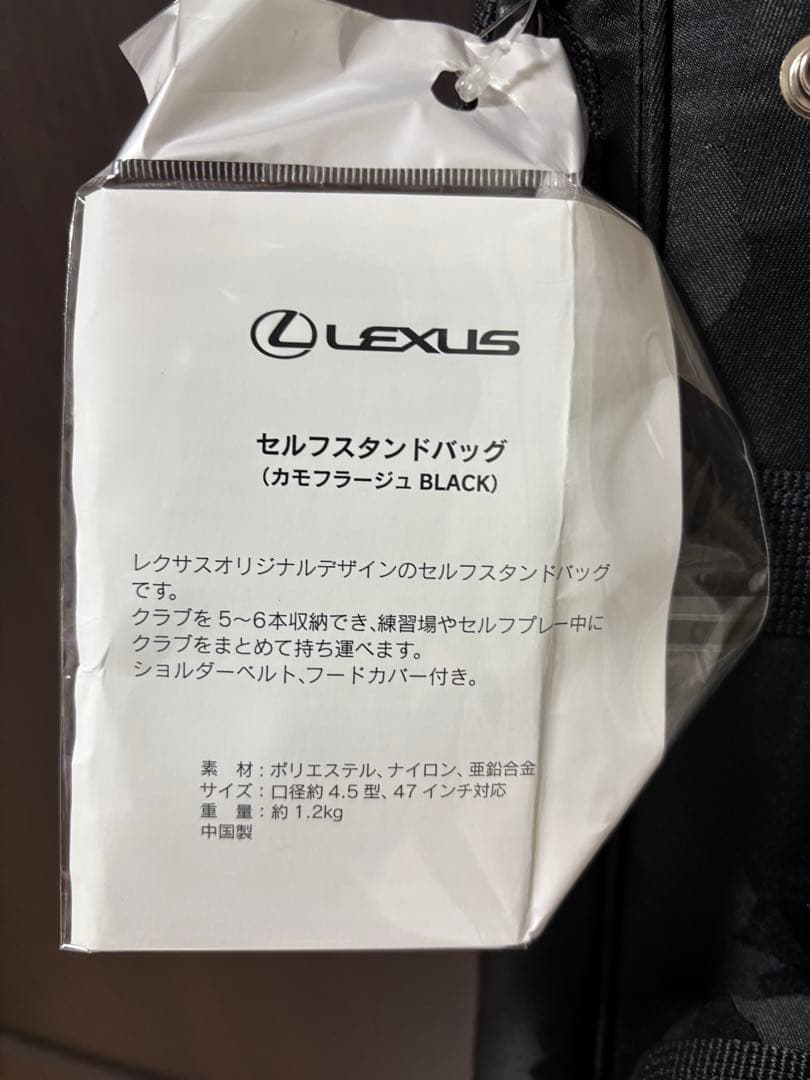 LEXUS
セルフスタンドバッグ
（カモフラージュ BLACK）
レクサスオリジナルデザインのセルフスタンドバッグ
です。
クラブを 5〜6本収納でき、練習場やセルフプレー中に
クラブをまとめて持ち運べます。
ショルダーベルト、フードカバー付き。
素　材：ポリエステル、ナイロン、亜鉛合金
サイズ：口径約 4.5 型、47 インチ対応
重　量：約 1.2kg
中国製